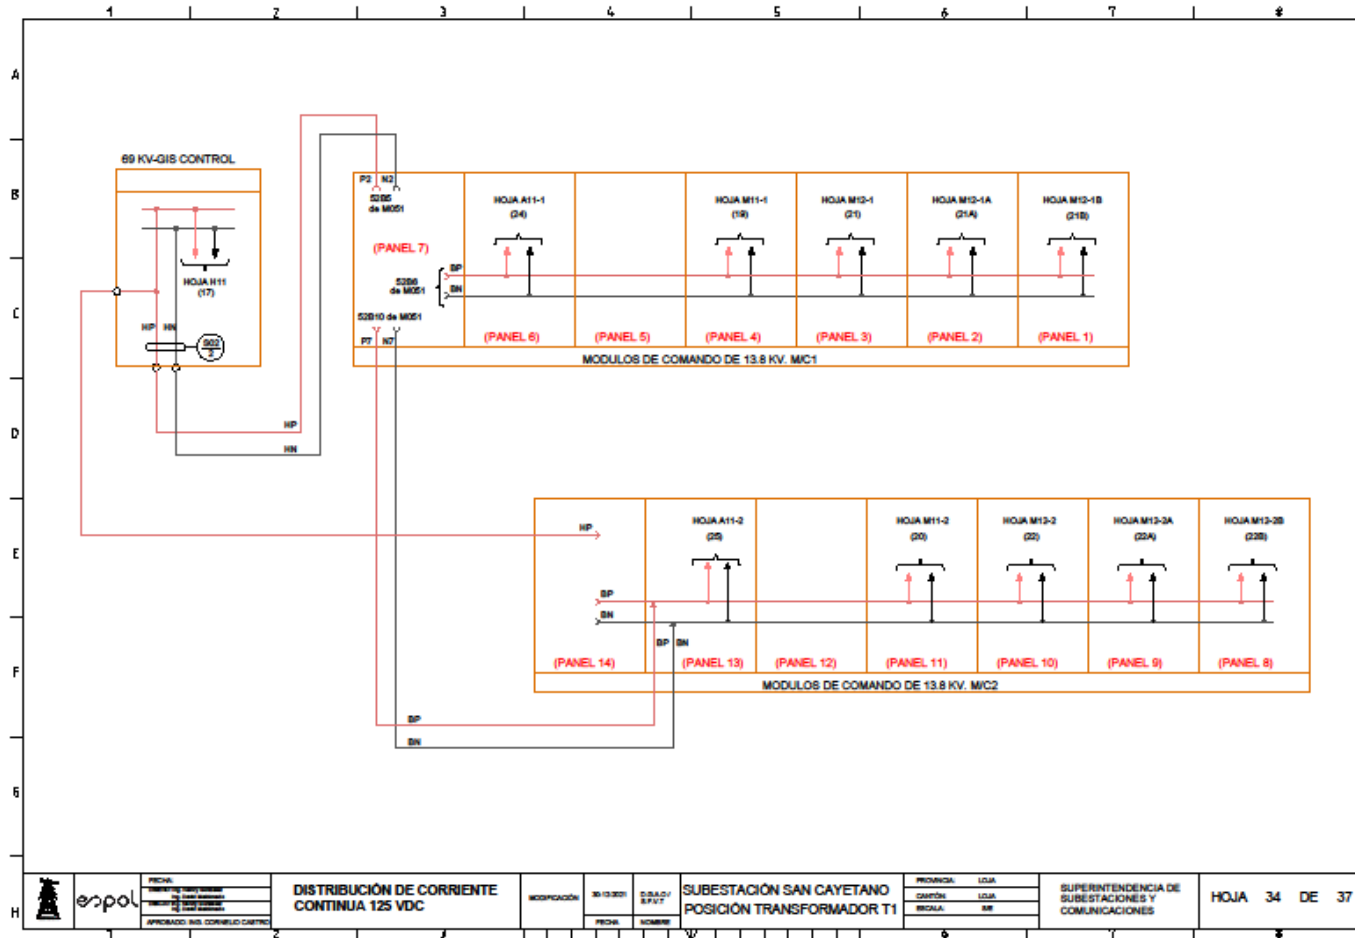 1 2 3 4 5 6 7 8
A
B
C
D
E
F
G
H
69 KV-GIS CONTROL
HOJA H11
(17)
HP HN
S02
2
HP
HN
P2 N2
52B5
de M051
(PANEL 7)
52B6
de M051
BP
BN
52B10 de M051
P7 N7
HOJA A11-1
(24)
HOJA M11-1
(19)
HOJA M12-1
(21)
HOJA M12-1A
(21A)
HOJA M12-1B
(21B)
(PANEL 6) (PANEL 5) (PANEL 4) (PANEL 3) (PANEL 2) (PANEL 1)
MODULOS DE COMANDO DE 13.8 KV. M/C1
HP
BP
BN
HOJA A11-2
(25)
HOJA M11-2
(20)
HOJA M12-2
(22)
HOJA M12-2A
(22A)
HOJA M12-2B
(22B)
BP BN
(PANEL 14) (PANEL 13) (PANEL 12) (PANEL 11) (PANEL 10) (PANEL 9) (PANEL 8)
MODULOS DE COMANDO DE 13.8 KV. M/C2
BP
BN
espol
FECHA:
APROBADO: ING. CORNELIO CASTRO
DISTRIBUCIÓN DE CORRIENTE
CONTINUA 125 VDC
MODIFICACIÓN
30-12-2021
FECHA NOMBRE
SUBESTACIÓN SAN CAYETANO
POSICIÓN TRANSFORMADOR T1
PROVINCIA: LOJA
CANTÓN: LOJA
ESCALA: S/E
SUPERINTENDENCIA DE
SUBESTACIONES Y
COMUNICACIONES
HOJA 34 DE 37